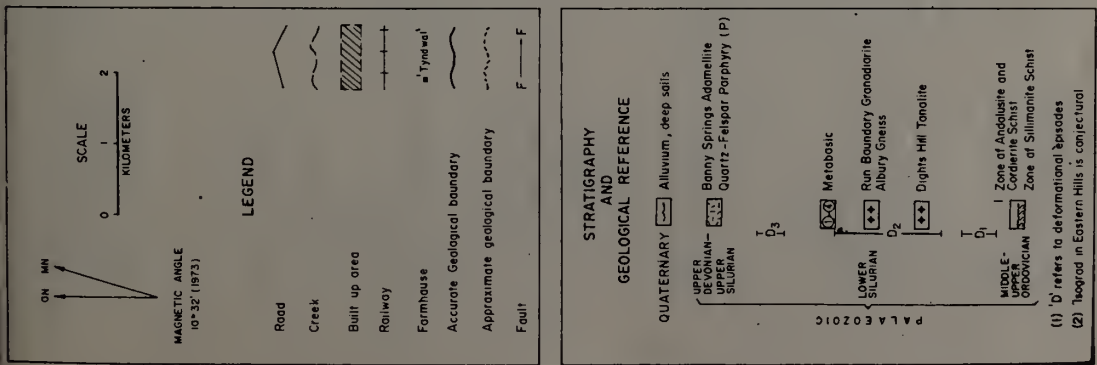 GN MN
MAGNETIC ANGLE
10° 32' (1973)
SCALE
0 1 2
KILOMETERS
LEGEND
Road
Creek
Built up area
Railway
Farmhouse 'Tyndwal'
Accurate Geological boundary
Approximate geological boundary
Fault F F
STRATIGRAPHY
AND
GEOLOGICAL REFERENCE
QUATERNARY Alluvium, deep soils
UPPER
DEVONIAN-
UPPER
SILURIAN
Banny Springs Adamellite
Quartz-Felspar Porphyry (P)
D3
Metabasic
LOWER
SILURIAN
Run Boundary Granodiorite
Albury Gneiss
D2
Dights Hill Tonalite
D1
MIDDLE-
UPPER
ORDOVICIAN
Zone of Andalusite and
Cordierite Schist
Zone of Sillimanite Schist
PALAEOZOIC
(1) 'D' refers to deformational episodes
(2) Isograd in Eastern Hills is conjectural